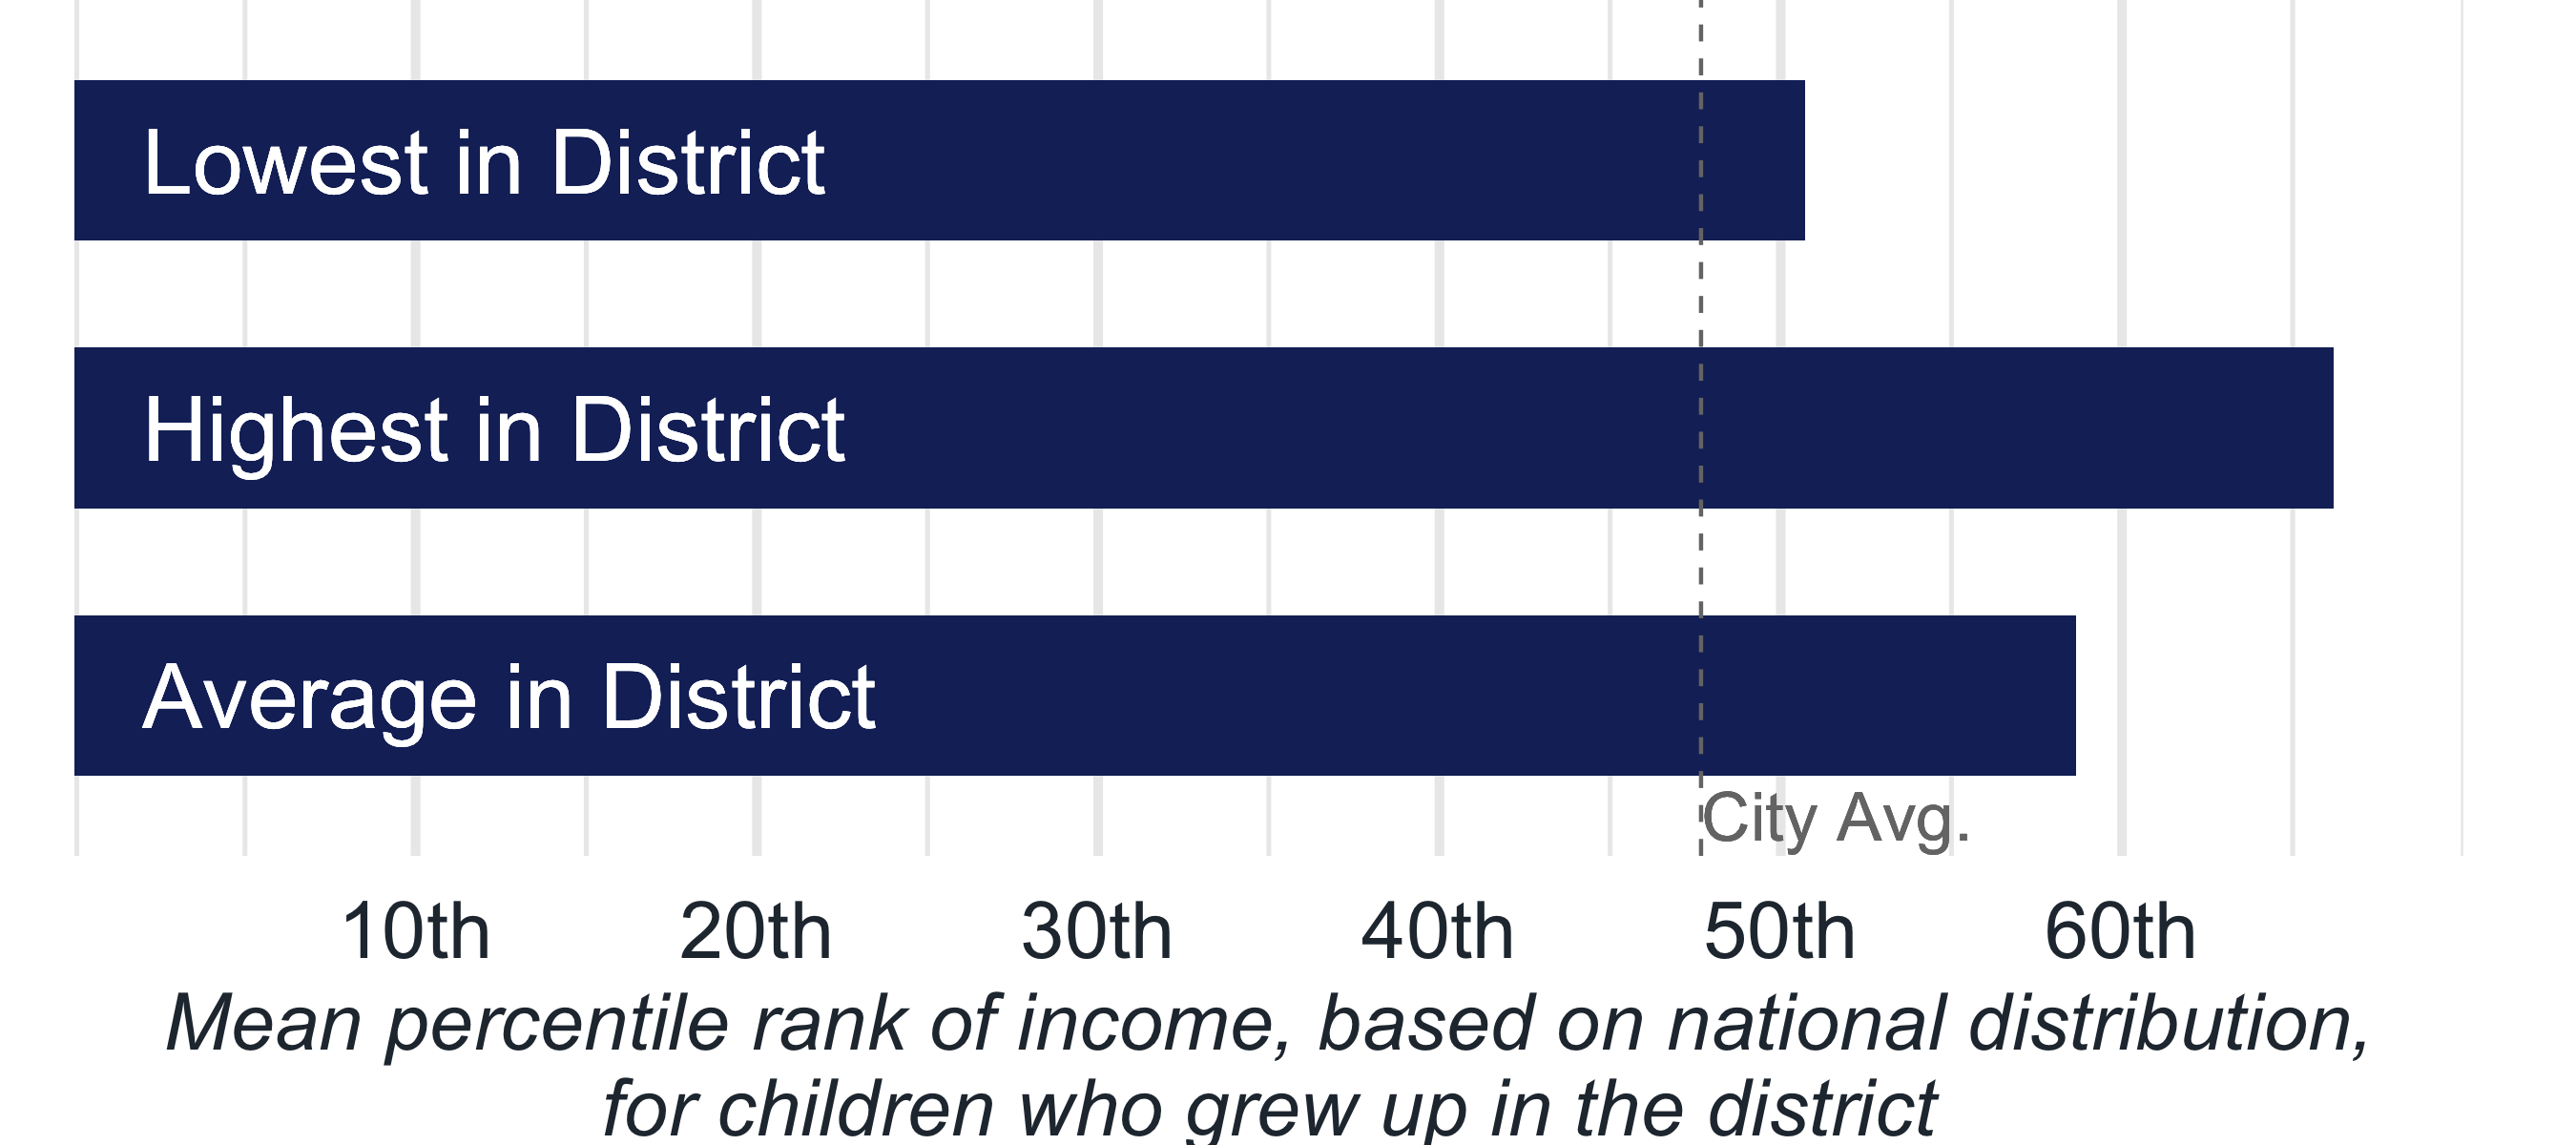 Lowest in District
Highest in District
Average in District
City Avg.
10th 20th 30th 40th 50th 60th
Mean percentile rank of income, based on national distribution,
for children who grew up in the district